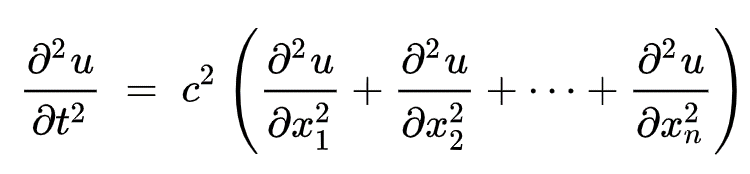 ∂²u/∂t² = c² (∂²u/∂x₁² + ∂²u/∂x₂² + ··· + ∂²u/∂xₙ²)